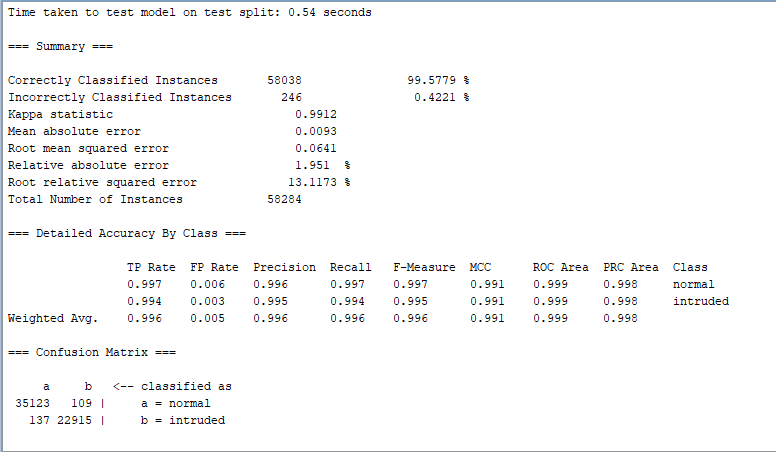 Time taken to test model on test split: 0.54 seconds
=== Summary ===
Correctly Classified Instances 58038 99.5779 %
Incorrectly Classified Instances 246 0.4221 %
Kappa statistic 0.9912
Mean absolute error 0.0093
Root mean squared error 0.0641
Relative absolute error 1.951 %
Root relative squared error 13.1173 %
Total Number of Instances 58284
=== Detailed Accuracy By Class ===
TP Rate FP Rate Precision Recall F-Measure MCC ROC Area PRC Area Class
0.997 0.006 0.996 0.997 0.997 0.991 0.999 0.998 normal
0.994 0.003 0.995 0.994 0.995 0.991 0.999 0.998 intruded
Weighted Avg. 0.996 0.005 0.996 0.996 0.996 0.991 0.999 0.998
=== Confusion Matrix ===
a b <-- classified as
35123 109 | a = normal
137 22915 | b = intruded